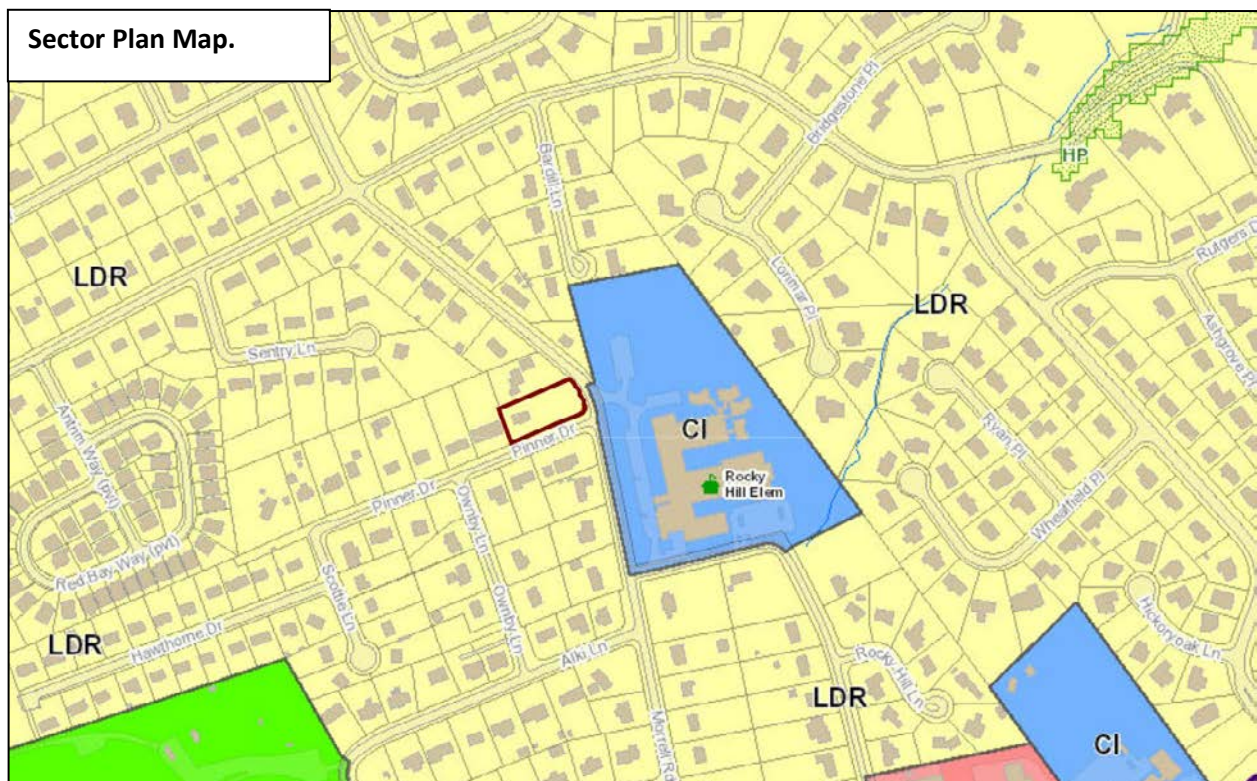 Sector Plan Map.
Bridgestone Pl
HP
Bardill Ln
LDR
Lorimar Pl
LDR
Rutgers
Ashgrove Pl
Sentry Ln
Antrim Way (pvt)
Ryan Pl
CI
Pinner Dr
Rocky
Hill Elem
Pinner Dr
Ownby Ln
Wheatfield Pl
Red Bay Way (pvt)
Scottie Ln
Ownby Ln
Hickoryoak Ln
LDR
Hawthorne Dr
Alki Ln
Rocky Hill Ln
LDR
Morrell Rd
CI